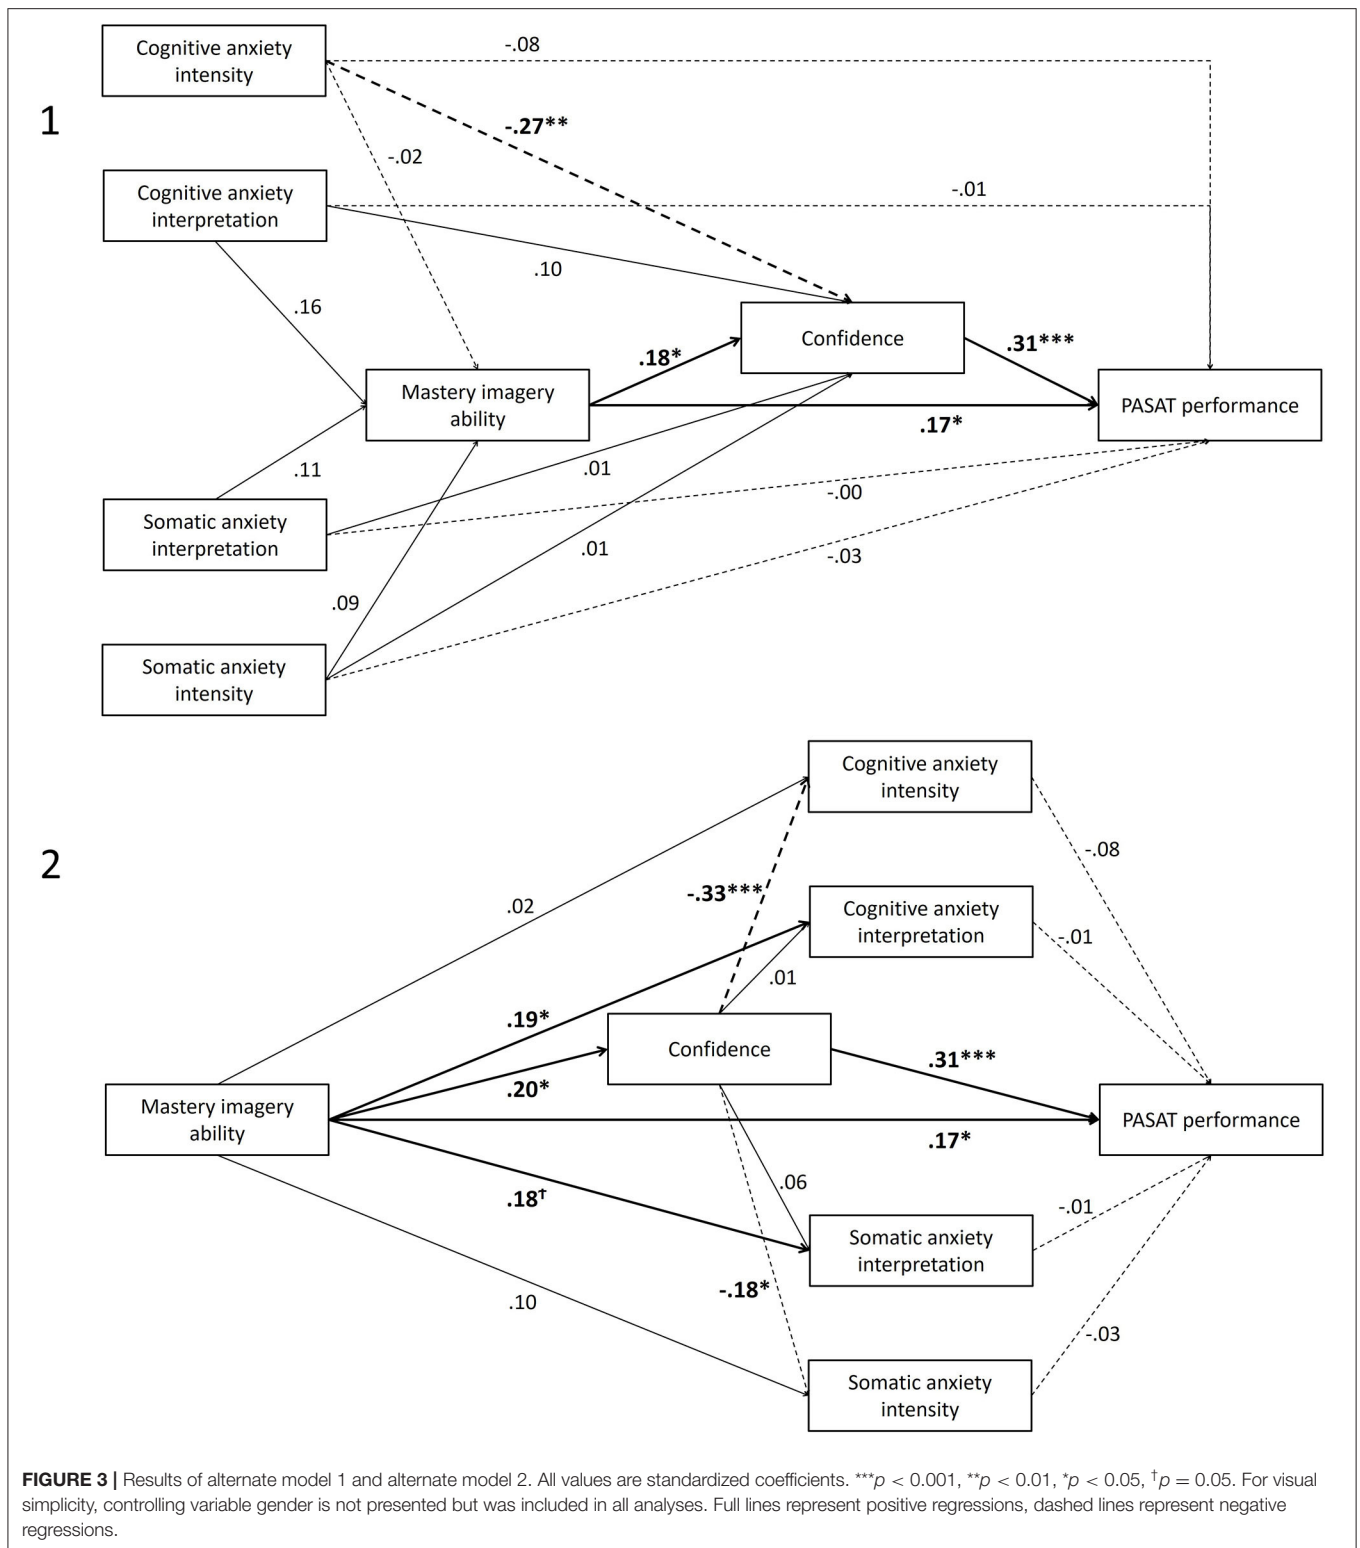 Cognitive anxiety
intensity
-.08
1
-.27**
-.02
Cognitive anxiety
interpretation
-.01
.10
.16
Confidence
.18*
.31***
Mastery imagery
ability
PASAT performance
.17*
.11
.01
-.00
Somatic anxiety
interpretation
.01
-.03
.09
Somatic anxiety
intensity
Cognitive anxiety
intensity
2
-.08
-.33***
.02
Cognitive anxiety
interpretation
-.01
.01
.19*
Confidence
.31***
.20*
Mastery imagery
ability
PASAT performance
.17*
.06
.18†
-.01
Somatic anxiety
interpretation
-.18*
.10
-.03
Somatic anxiety
intensity
FIGURE 3 | Results of alternate model 1 and alternate model 2. All values are standardized coefficients. ***p < 0.001, **p < 0.01, *p < 0.05, †p = 0.05. For visual
simplicity, controlling variable gender is not presented but was included in all analyses. Full lines represent positive regressions, dashed lines represent negative
regressions.